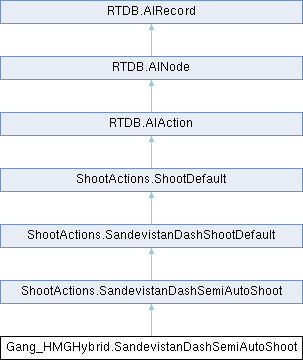 RTDB.AIRecord
RTDB.AINode
RTDB.AIAction
ShootActions.ShootDefault
ShootActions.SandevistanDashShootDefault
ShootActions.SandevistanDashSemiAutoShoot
Gang_HMGHybrid.SandevistanDashSemiAutoShoot